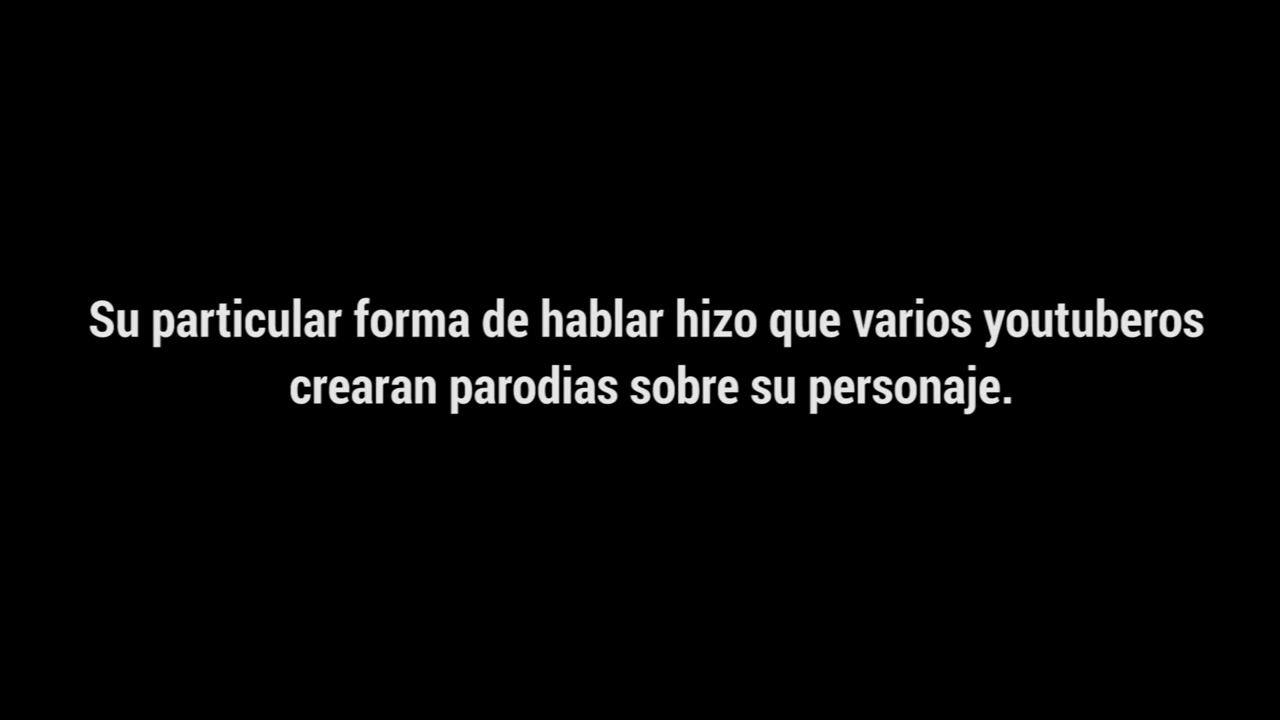 Su particular forma de hablar hizo que varios youtuberos
crearan parodias sobre su personaje.